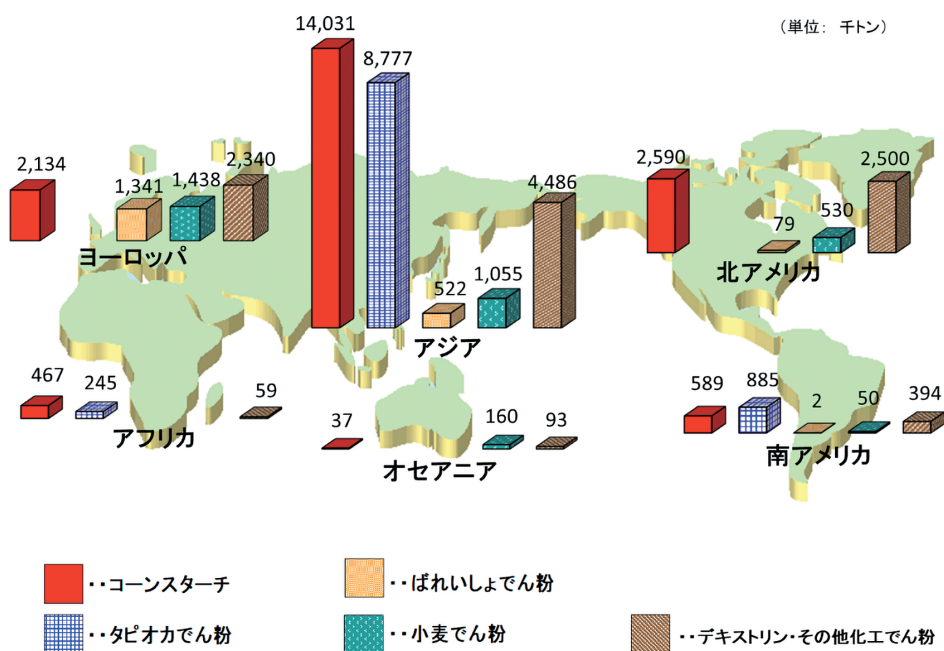 (単位: 千トン)
14,031
8,777
2,134
1,341
1,438
2,340
ヨーロッパ
522
1,055
4,486
アジア
2,590
79
530
2,500
北アメリカ
467
245
59
アフリカ
37
160
93
オセアニア
589
885
2
50
394
南アメリカ
・・コーンスターチ
・・ばれいしょでん粉
・・タピオカでん粉
・・小麦でん粉
・・デキストリン・その他化工でん粉